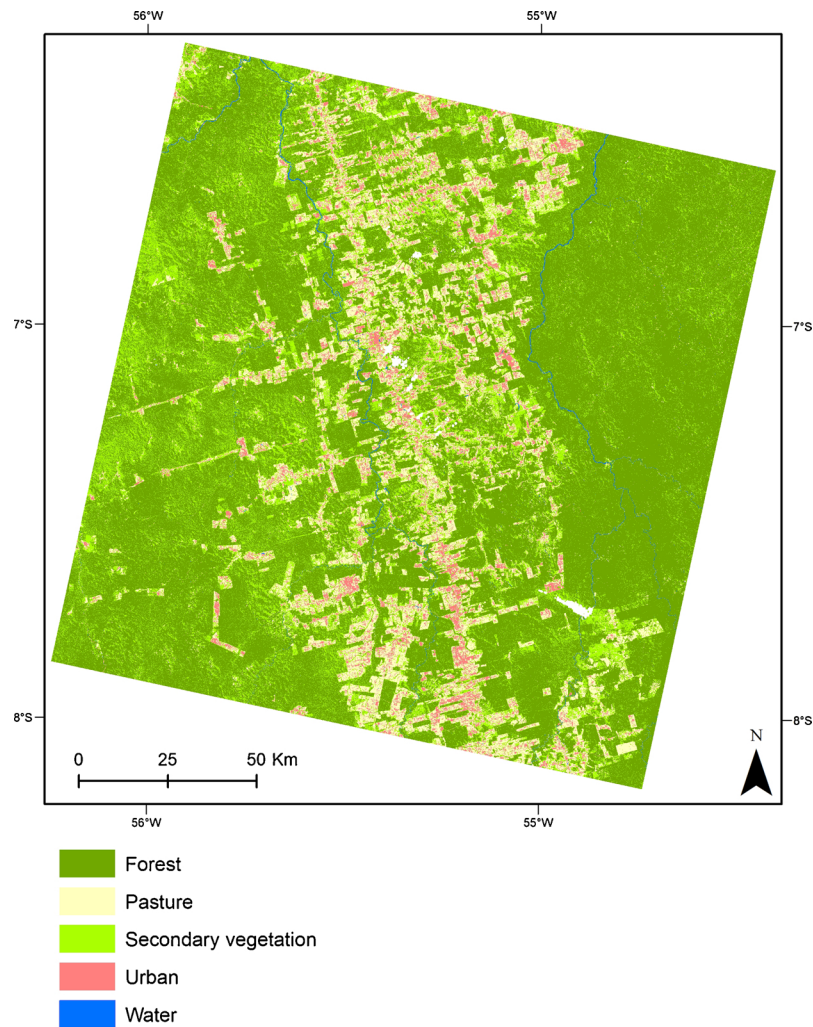 56°W 55°W
7°S 7°S
8°S 8°S
N
0 25 50 Km
56°W 55°W
Forest
Pasture
Secondary vegetation
Urban
Water